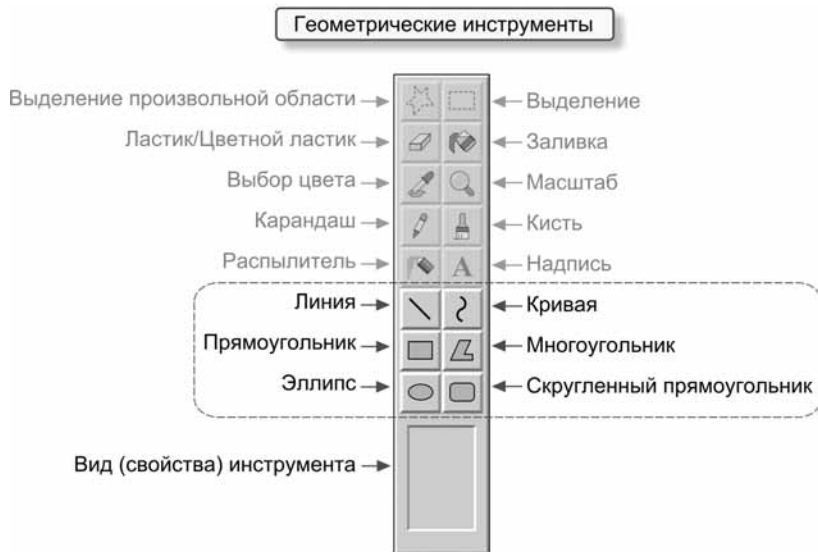 Геометрические инструменты
Выделение произвольной области
Выделение
Ластик/Цветной ластик
Заливка
Выбор цвета
Масштаб
Карандаш
Кисть
Распылитель
A
Надпись
Линия
Кривая
Прямоугольник
Многоугольник
Эллипс
Скругленный прямоугольник
Вид (свойства) инструмента